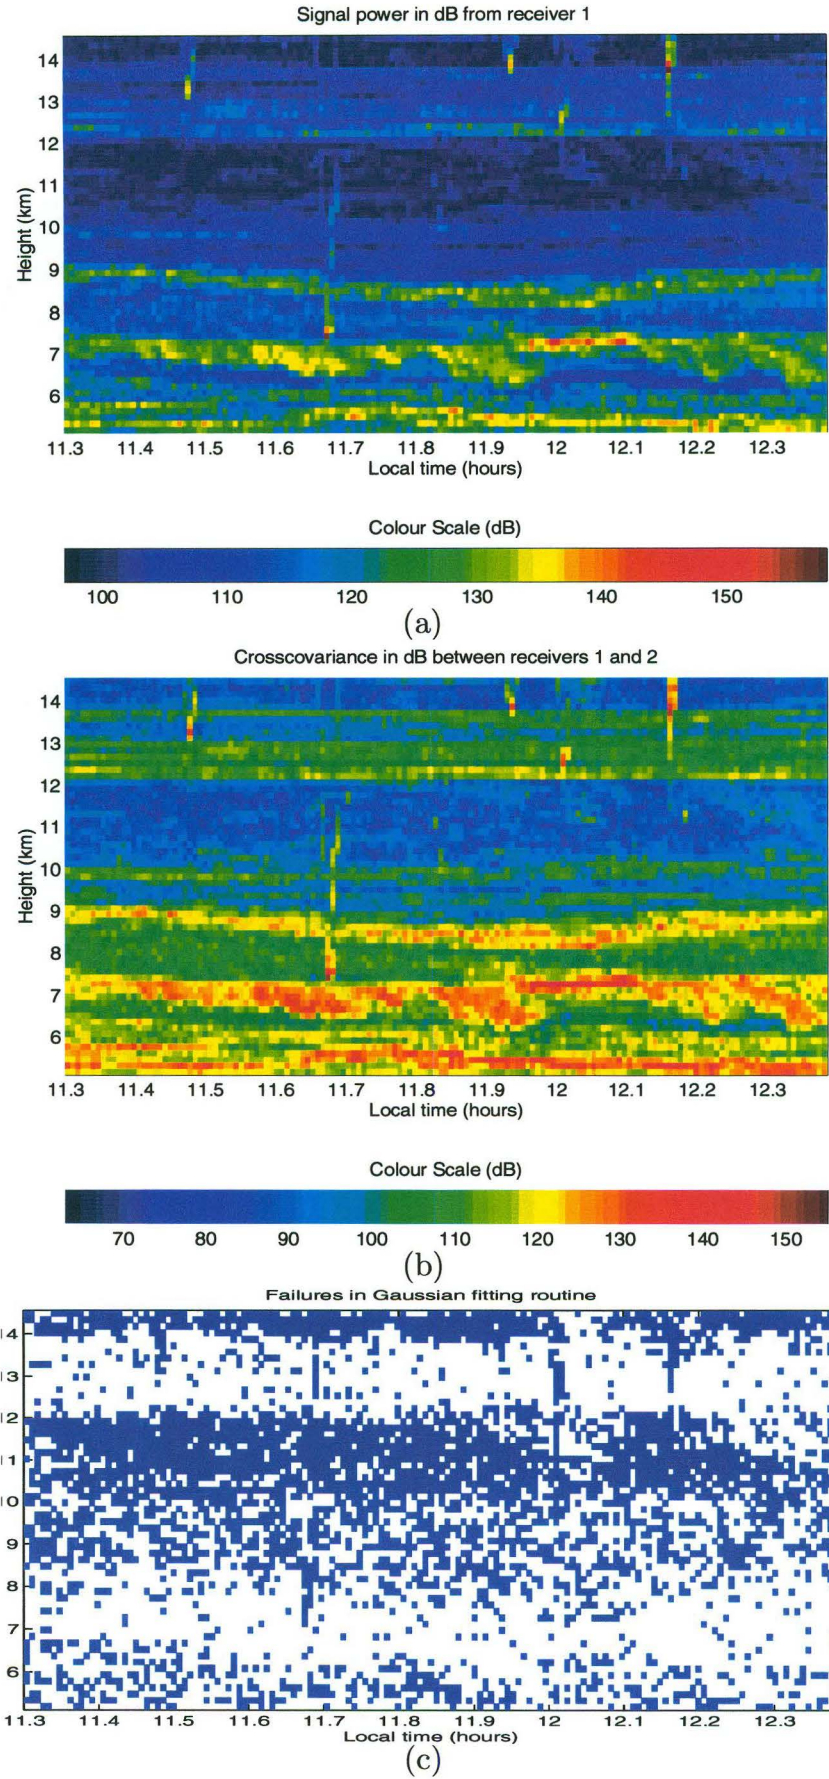 Signal power in dB from receiver 1
14
13
12
11
10
9
8
7
6
Height (km)
11.3 11.4 11.5 11.6 11.7 11.8 11.9 12 12.1 12.2 12.3
Local time (hours)
Colour Scale (dB)
100 110 120 130 140 150
(a)
Crosscovariance in dB between receivers 1 and 2
14
13
12
11
10
9
8
7
6
Height (km)
11.3 11.4 11.5 11.6 11.7 11.8 11.9 12 12.1 12.2 12.3
Local time (hours)
Colour Scale (dB)
70 80 90 100 110 120 130 140 150
(b)
Failures in Gaussian fitting routine
14
13
12
11
10
9
8
7
6
11.3 11.4 11.5 11.6 11.7 11.8 11.9 12 12.1 12.2 12.3
Local time (hours)
(c)